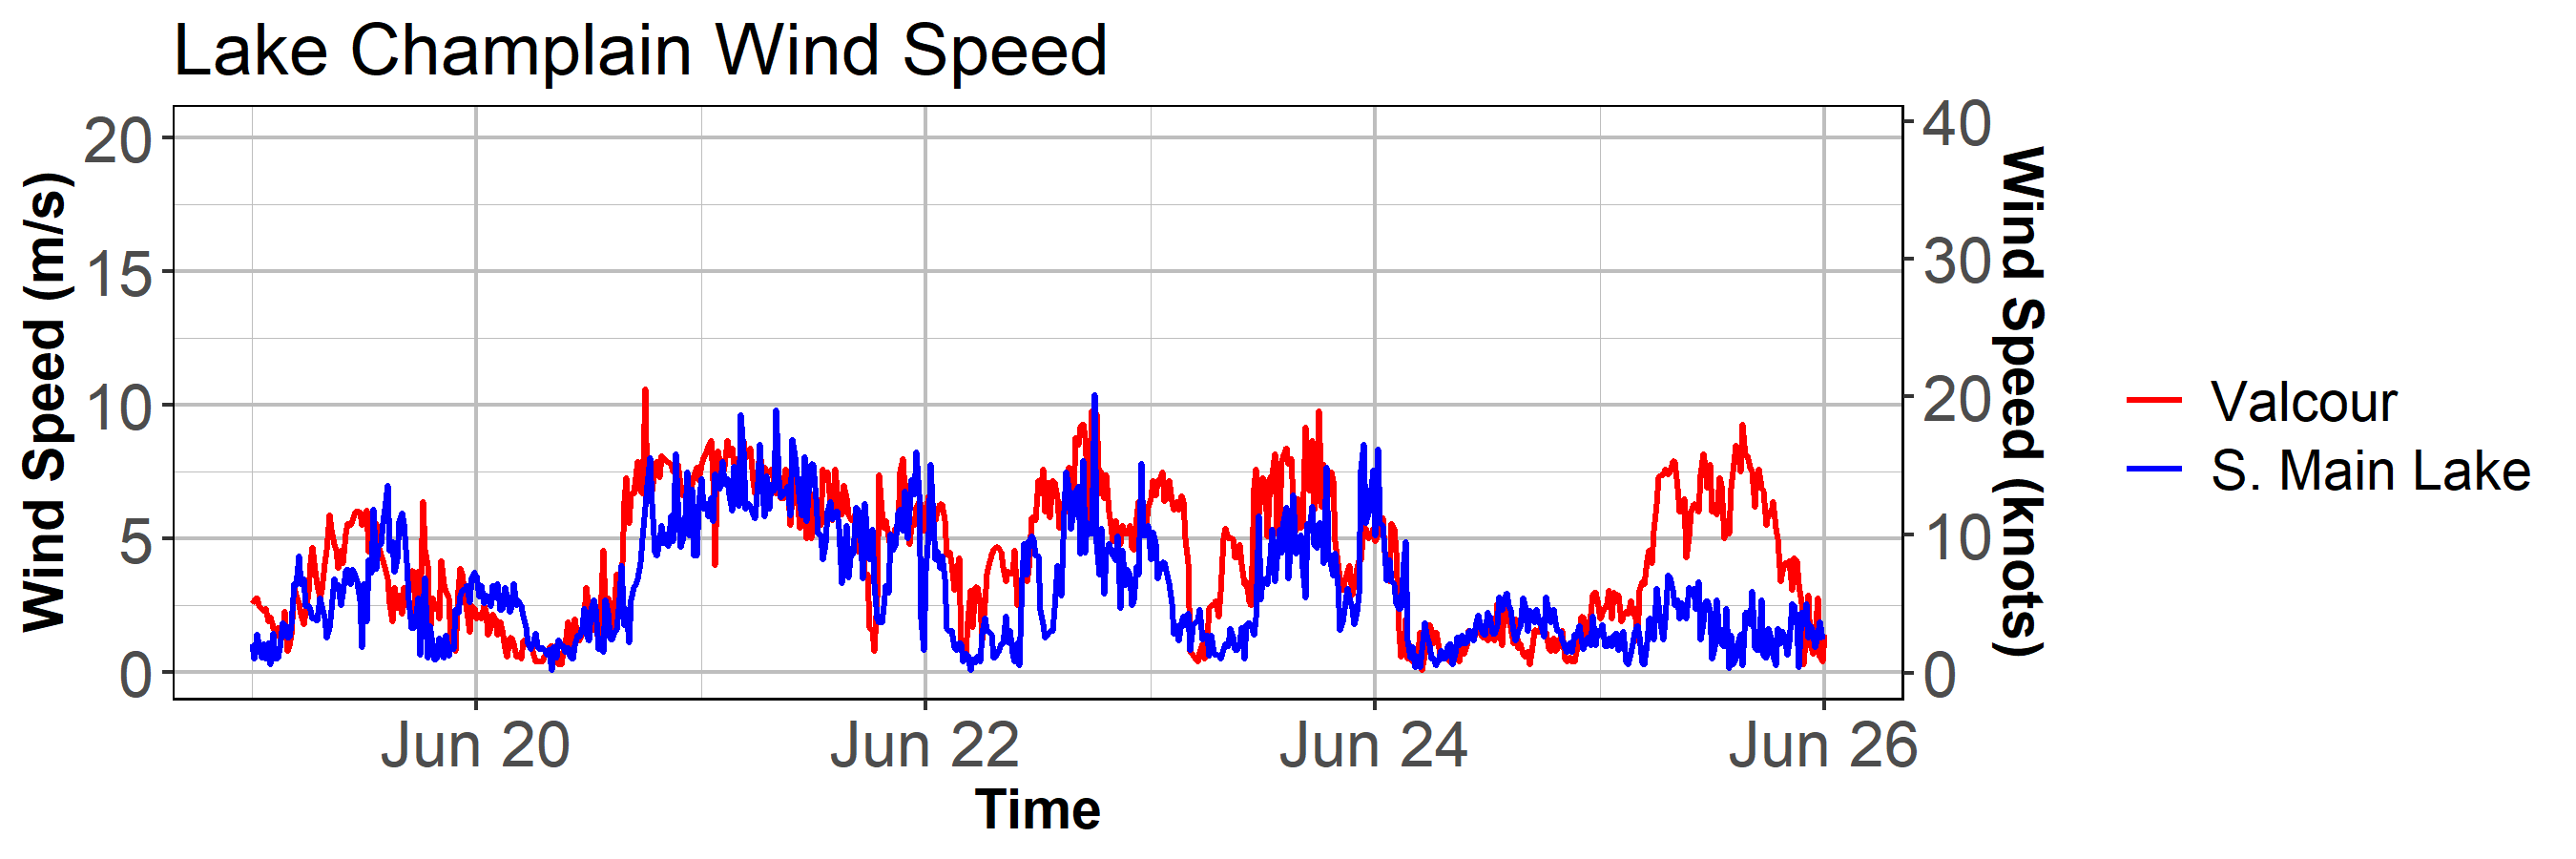 Lake Champlain Wind Speed
Wind Speed (m/s)
20
15
10
5
0
40
30
20
10
0
Wind Speed (knots)
Jun 20
Jun 22
Jun 24
Jun 26
Time
Valcour
S. Main Lake